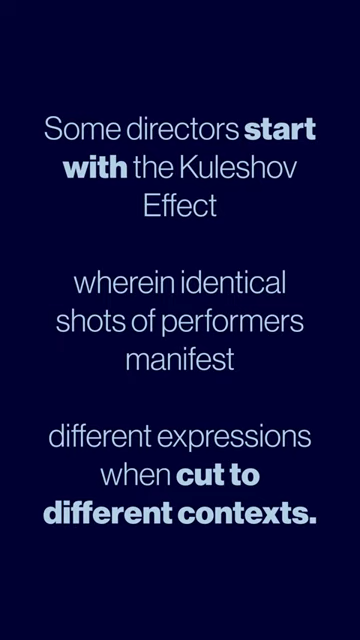 Some directors start
with the Kuleshov
Effect
wherein identical
shots of performers
manifest
different expressions
when cut to
different contexts.